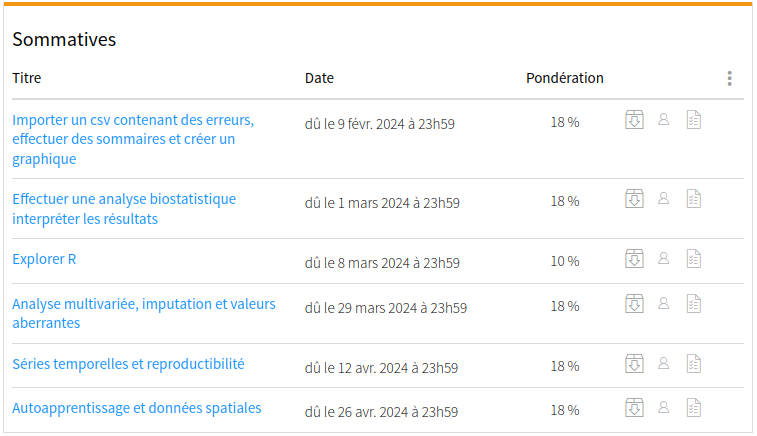 Sommatives
Titre Date Pondération
Importer un csv contenant des erreurs,
effectuer des sommaires et créer un
graphique
dû le 9 févr. 2024 à 23h59 18 %
Effectuer une analyse biostatistique
interpréter les résultats
dû le 1 mars 2024 à 23h59 18 %
Explorer R dû le 8 mars 2024 à 23h59 10 %
Analyse multivariée, imputation et valeurs
aberrantes
dû le 29 mars 2024 à 23h59 18 %
Séries temporelles et reproductibilité dû le 12 avr. 2024 à 23h59 18 %
Autoapprentissage et données spatiales dû le 26 avr. 2024 à 23h59 18 %